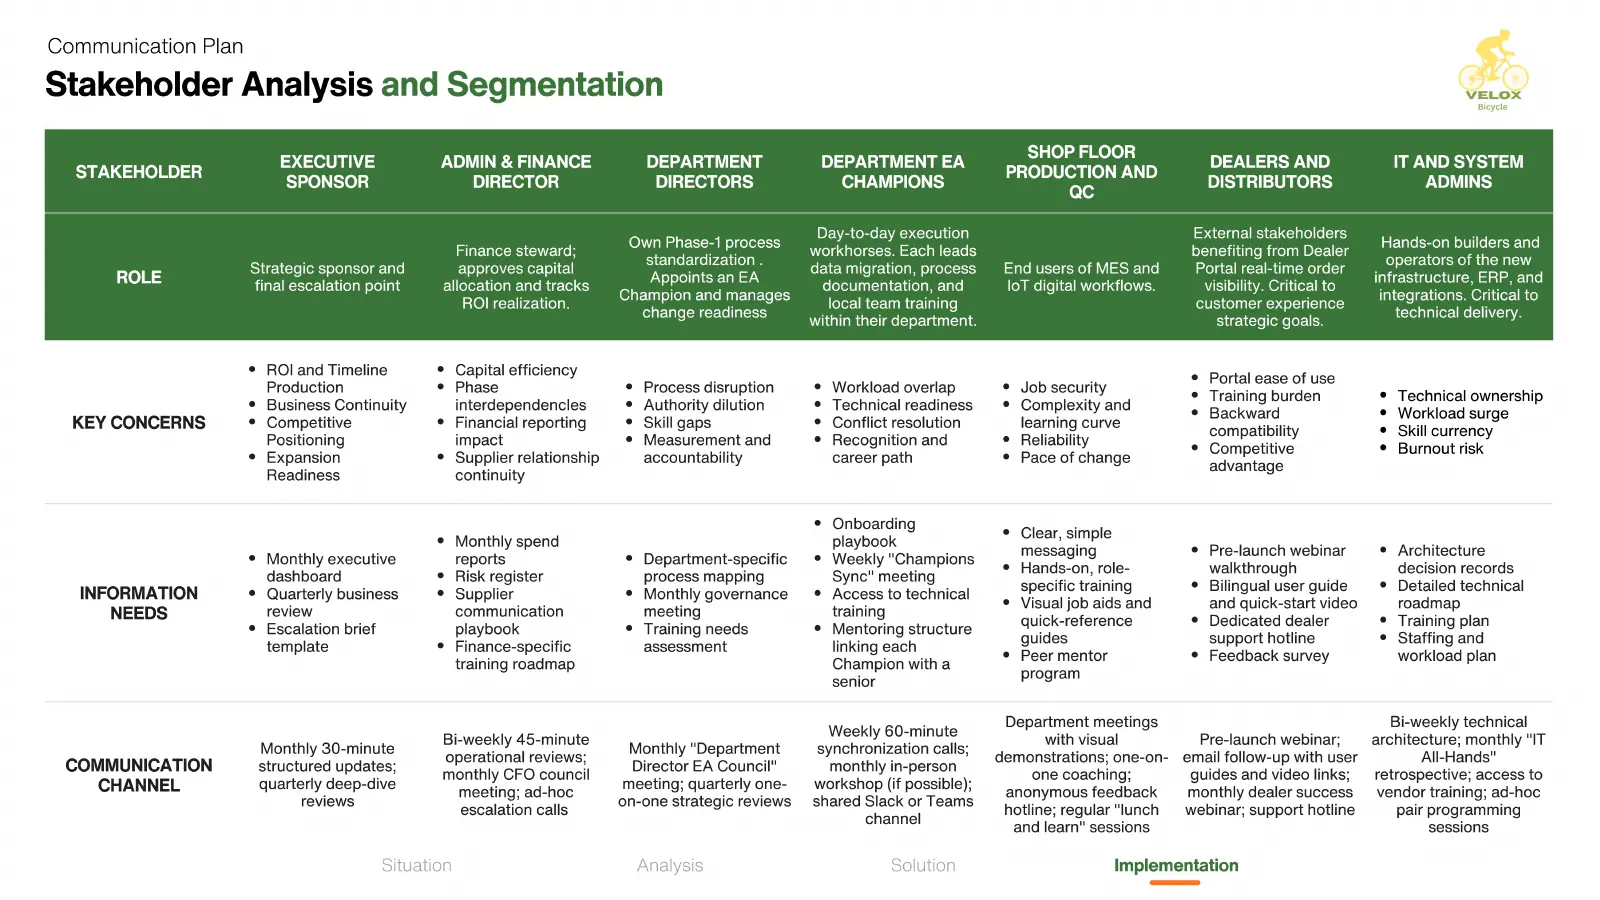 Communication Plan
Stakeholder Analysis and Segmentation
VELOX
Bicycle
STAKEHOLDER
EXECUTIVE
SPONSOR
ADMIN & FINANCE
DIRECTOR
DEPARTMENT
DIRECTORS
DEPARTMENT EA
CHAMPIONS
SHOP FLOOR
PRODUCTION AND
QC
DEALERS AND
DISTRIBUTORS
IT AND SYSTEM
ADMINS
ROLE
Strategic sponsor and
final escalation point
Finance steward;
approves capital
allocation and tracks
ROI realization.
Own Phase-1 process
standardization .
Appoints an EA
Champion and manages
change readiness
Day-to-day execution
workhorses. Each leads
data migration, process
documentation, and
local team training
within their department.
End users of MES and
IoT digital workflows.
External stakeholders
benefiting from Dealer
Portal real-time order
visibility. Critical to
customer experience
strategic goals.
Hands-on builders and
operators of the new
infrastructure, ERP, and
integrations. Critical to
technical delivery.
KEY CONCERNS
• ROI and Timeline
Production
• Business Continuity
• Competitive
Positioning
• Expansion
Readiness
• Capital efficiency
• Phase
interdependencies
• Financial reporting
impact
• Supplier relationship
continuity
• Process disruption
• Authority dilution
• Skill gaps
• Measurement and
accountability
• Workload overlap
• Technical readiness
• Conflict resolution
• Recognition and
career path
• Job security
• Complexity and
learning curve
• Reliability
• Pace of change
• Portal ease of use
• Training burden
• Backward
compatibility
• Competitive
advantage
• Technical ownership
• Workload surge
• Skill currency
• Burnout risk
INFORMATION
NEEDS
• Monthly executive
dashboard
• Quarterly business
review
• Escalation brief
template
• Monthly spend
reports
• Risk register
• Supplier
communication
playbook
• Finance-specific
training roadmap
• Department-specific
process mapping
• Monthly governance
meeting
• Training needs
assessment
• Onboarding
playbook
• Weekly "Champions
Sync" meeting
• Access to technical
training
• Mentoring structure
linking each
Champion with a
senior
• Clear, simple
messaging
• Hands-on, role-
specific training
• Visual job aids and
quick-reference
guides
• Peer mentor
program
• Pre-launch webinar
walkthrough
• Bilingual user guide
and quick-start video
• Dedicated dealer
support hotline
• Feedback survey
• Architecture
decision records
• Detailed technical
roadmap
• Training plan
• Staffing and
workload plan
COMMUNICATION
CHANNEL
Monthly 30-minute
structured updates;
quarterly deep-dive
reviews
Bi-weekly 45-minute
operational reviews;
monthly CFO council
meeting; ad-hoc
escalation calls
Monthly "Department
Director EA Council"
meeting; quarterly one-
on-one strategic reviews
Weekly 60-minute
synchronization calls;
monthly in-person
workshop (if possible);
shared Slack or Teams
channel
Department meetings
with visual
demonstrations; one-on-
one coaching;
anonymous feedback
hotline; regular "lunch
and learn" sessions
Pre-launch webinar;
email follow-up with user
guides and video links;
monthly dealer success
webinar; support hotline
Bi-weekly technical
architecture; monthly "IT
All-Hands"
retrospective; access to
vendor training; ad-hoc
pair programming
sessions
Situation
Analysis
Solution
Implementation